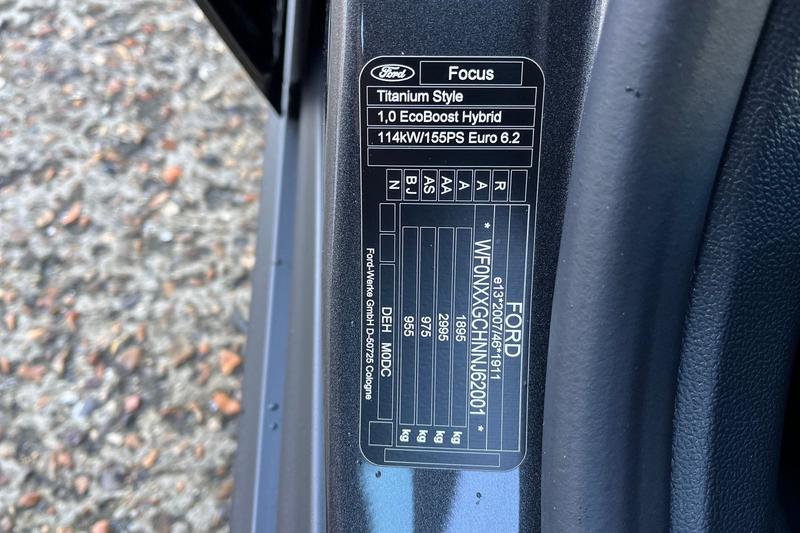 Ford
Focus
Titanium Style
1,0 EcoBoost Hybrid
114kW/155PS Euro 6.2
R
A
A
AA
AS
BJ
N
FORD
e13*2007/46*1911
* WF0NXXGCHNNJ62001 *
1895 kg
2995 kg
975 kg
955 kg
DEH M0DC
Ford-Werke GmbH D-50725 Cologne